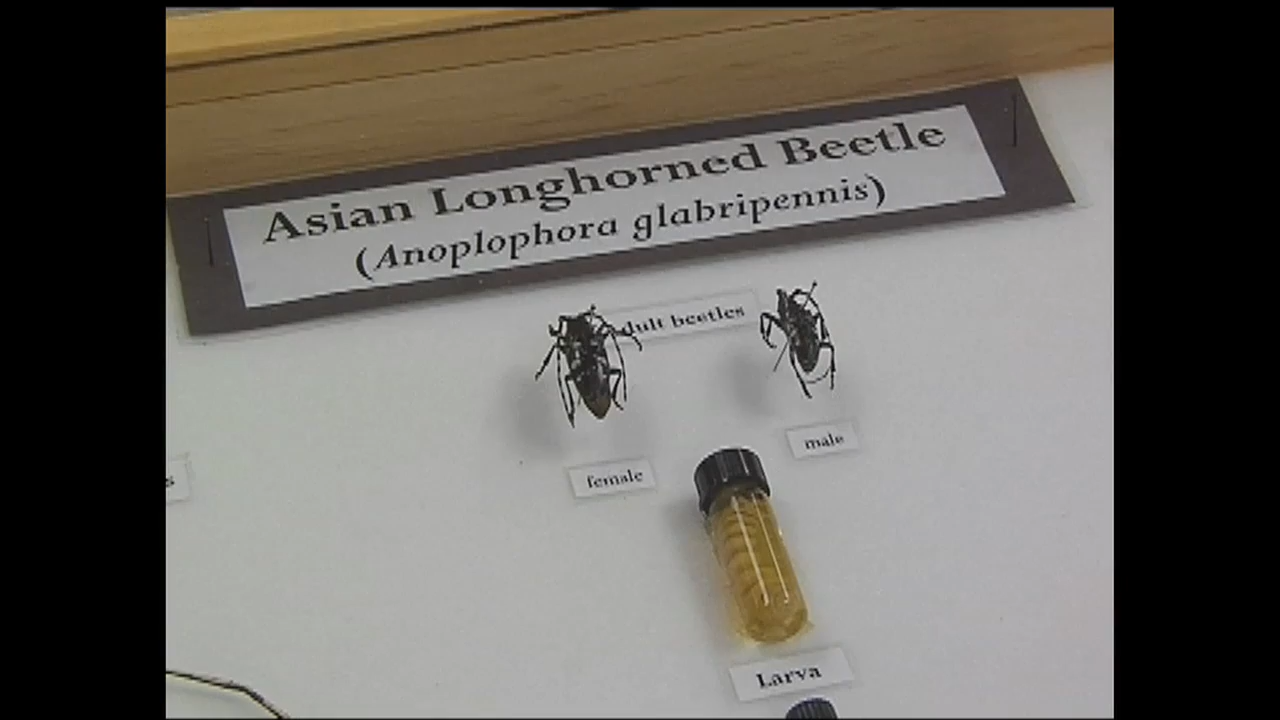 Asian Longhorned Beetle
(Anoplophora glabripennis)
dult beetles
male
female
Larva